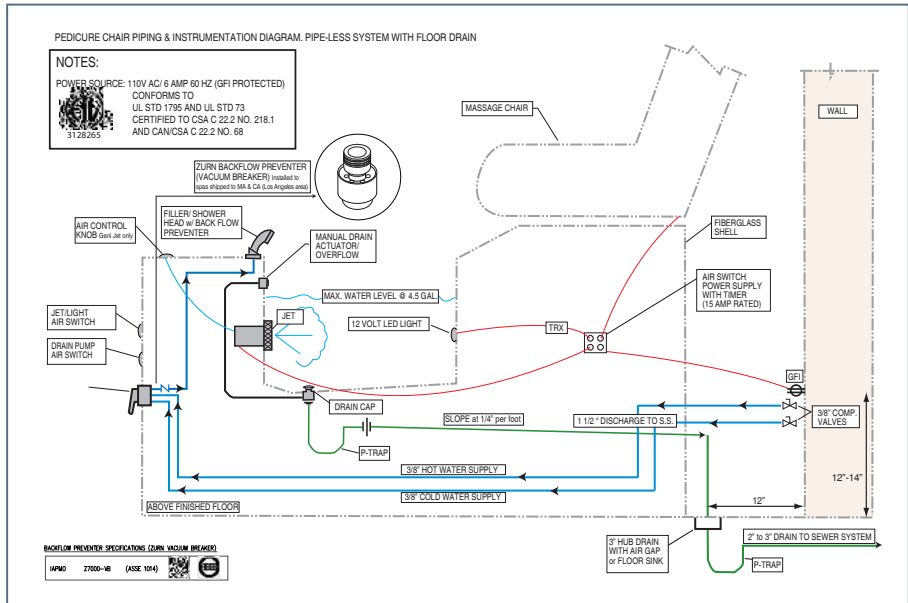 PEDICURE CHAIR PIPING & INSTRUMENTATION DIAGRAM. PIPE-LESS SYSTEM WITH FLOOR DRAIN
NOTES:
POWER SOURCE: 110V AC/ 6 AMP 60 HZ (GFI PROTECTED)
CONFORMS TO
UL STD 1795 AND UL STD 73
CERTIFIED TO CSA C 22.2 NO. 218.1
AND CAN/CSA C 22.2 NO. 68
3128265
MASSAGE CHAIR
WALL
ZURN BACKFLOW PREVENTER
(VACUUM BREAKER) Installed to
spas shipped to MA & CA (Los Angeles area)
AIR CONTROL
KNOB Geni Jet only
FILLER/ SHOWER
HEAD w/ BACK FLOW
PREVENTER
MANUAL DRAIN
ACTUATOR/
OVERFLOW
FIBERGLASS
SHELL
AIR SWITCH
POWER SUPPLY
WITH TIMER
(15 AMP RATED)
MAX. WATER LEVEL @ 4.5 GAL.
JET/LIGHT
AIR SWITCH
JET
12 VOLT LED LIGHT
TRX
DRAIN PUMP
AIR SWITCH
GFI
DRAIN CAP
SLOPE at 1/4" per foot
1 1/2 " DISCHARGE TO S.S.
3/8" COMP.
VALVES
P-TRAP
3/8" HOT WATER SUPPLY
12"-14"
3/8" COLD WATER SUPPLY
12"
ABOVE FINISHED FLOOR
3" HUB DRAIN
WITH AIR GAP
or FLOOR SINK
2" to 3" DRAIN TO SEWER SYSTEM
P-TRAP
BACKFLOW PREVENTER SPECIFICATIONS (ZURN VACUUM BREAKER)
IAPMO Z7000-VB (ASSE 1014)